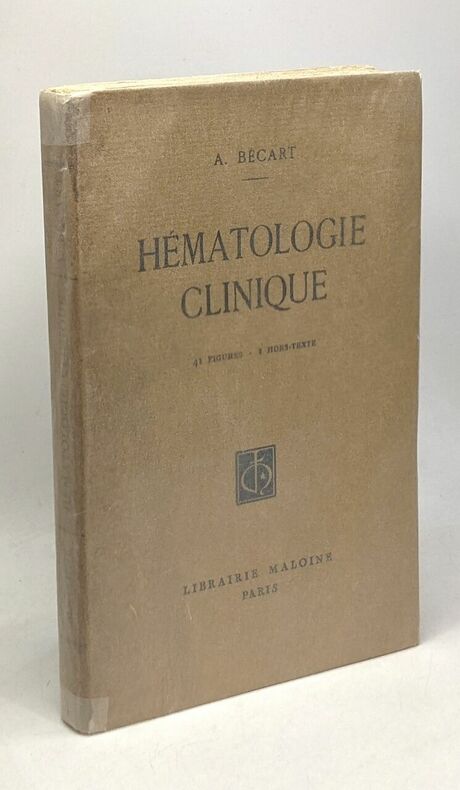 A. BÉCART
HÉMATOLOGIE
CLINIQUE
41 FIGURES - 1 HORS-TEXTE
LIBRAIRIE MALOINE
PARIS